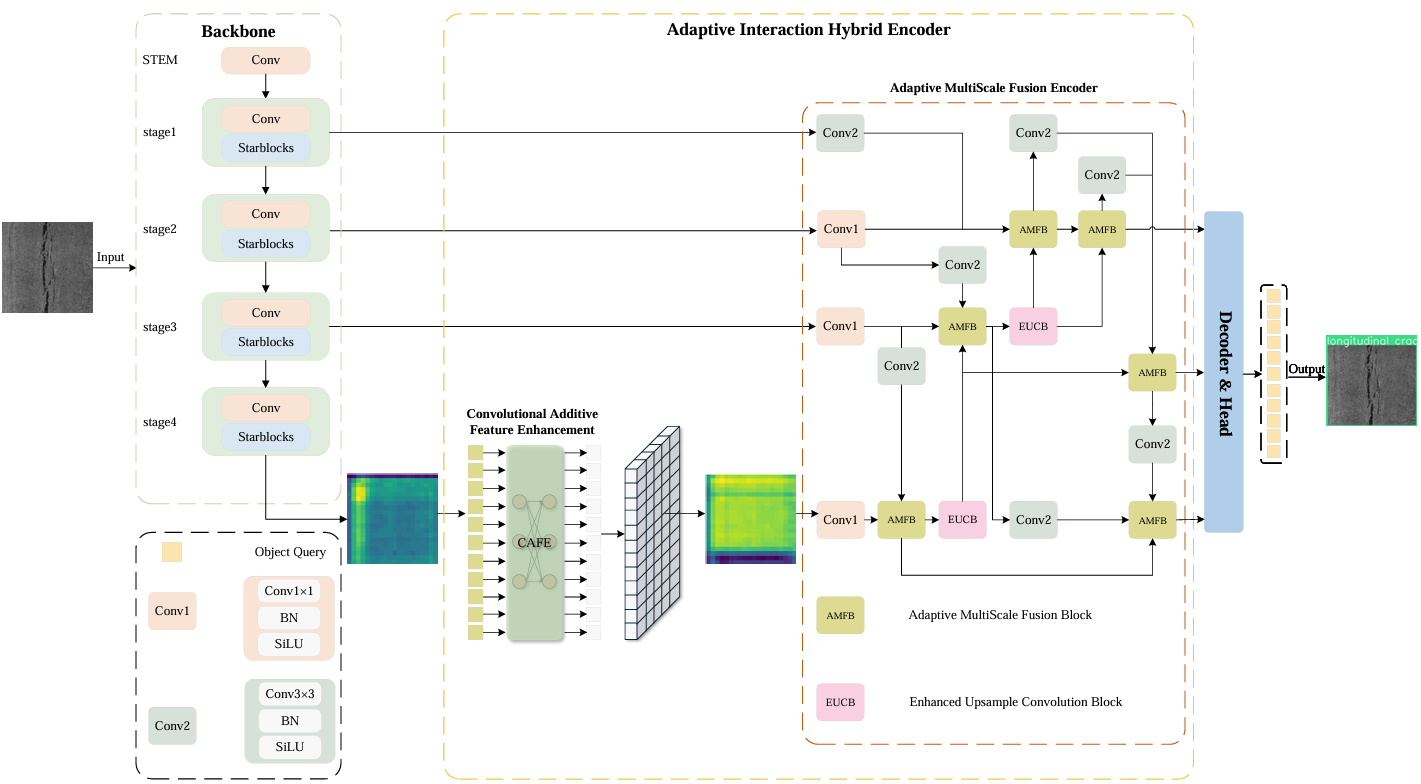 Backbone
STEM
Conv
stage1
Conv
Starblocks
stage2
Conv
Starblocks
stage3
Conv
Starblocks
stage4
Conv
Starblocks
Input
Object Query
Conv1
Conv1×1
BN
SiLU
Conv2
Conv3×3
BN
SiLU
Adaptive Interaction Hybrid Encoder
Convolutional Additive
Feature Enhancement
CAFE
Adaptive MultiScale Fusion Encoder
Conv2
Conv2
Conv2
Conv1
AMFB
AMFB
Conv2
Conv1
AMFB
EUCB
Conv2
AMFB
Conv2
Conv1
AMFB
EUCB
Conv2
AMFB
AMFB
Adaptive MultiScale Fusion Block
EUCB
Enhanced Upsample Convolution Block
Decoder & Head
Output
longitudinal crac